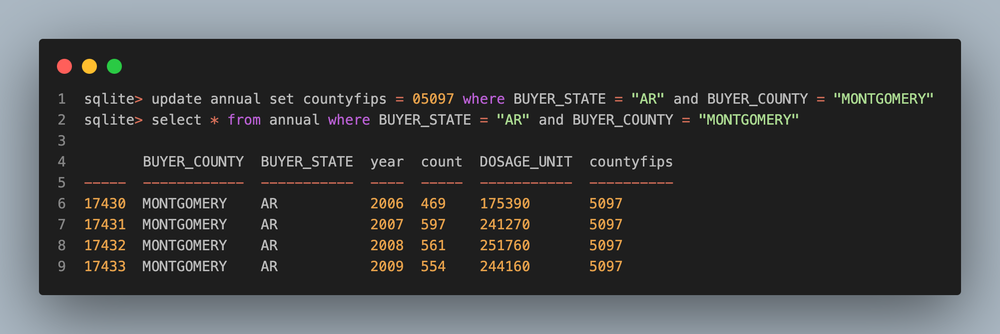 1 sqlite> update annual set countyfips = 05097 where BUYER_STATE = "AR" and BUYER_COUNTY = "MONTGOMERY"
2 sqlite> select * from annual where BUYER_STATE = "AR" and BUYER_COUNTY = "MONTGOMERY"
3
4 BUYER_COUNTY BUYER_STATE year count DOSAGE_UNIT countyfips
5 ----- ------------ ----------- ---- ----- ----------- ----------
6 17430 MONTGOMERY AR 2006 469 175390 5097
7 17431 MONTGOMERY AR 2007 597 241270 5097
8 17432 MONTGOMERY AR 2008 561 251760 5097
9 17433 MONTGOMERY AR 2009 554 244160 5097